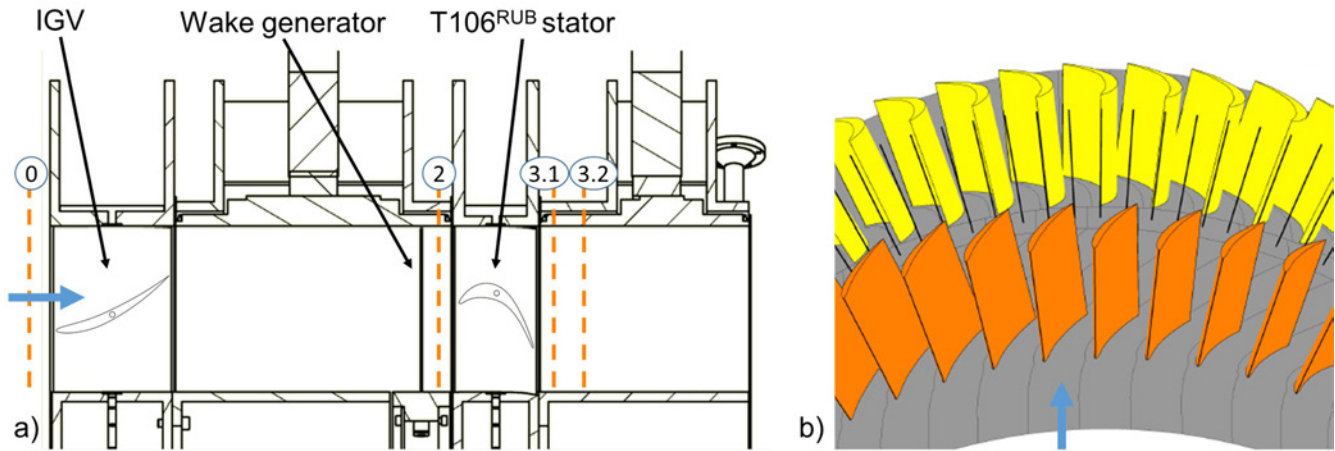 IGV
Wake generator
T106RUB stator
0
2
3.1
3.2
a)
b)